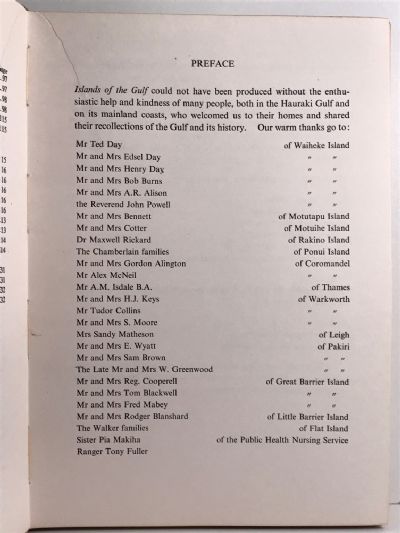 PREFACE
Islands of the Gulf could not have been produced without the enthu-
siastic help and kindness of many people, both in the Hauraki Gulf and
on its mainland coasts, who welcomed us to their homes and shared
their recollections of the Gulf and its history. Our warm thanks go to:
Mr Ted Day of Waiheke Island
Mr and Mrs Edsel Day " "
Mr and Mrs Henry Day " "
Mr and Mrs Bob Burns " "
Mr and Mrs A.R. Alison " "
the Reverend John Powell " "
Mr and Mrs Bennett of Motutapu Island
Mr and Mrs Cotter of Motuihe Island
Dr Maxwell Rickard of Rakino Island
The Chamberlain families of Ponui Island
Mr and Mrs Gordon Alington of Coromandel
Mr Alex McNeil " "
Mr A.M. Isdale B.A. of Thames
Mr and Mrs H.J. Keys of Warkworth
Mr Tudor Collins " "
Mr and Mrs S. Moore " "
Mrs Sandy Matheson of Leigh
Mr and Mrs E. Wyatt of Pakiri
Mr and Mrs Sam Brown " "
The Late Mr and Mrs W. Greenwood " "
Mr and Mrs Reg. Cooperell of Great Barrier Island
Mr and Mrs Tom Blackwell " "
Mr and Mrs Fred Mabey " "
Mr and Mrs Rodger Blanshard of Little Barrier Island
The Walker families of Flat Island
Sister Pia Makiha of the Public Health Nursing Service
Ranger Tony Fuller